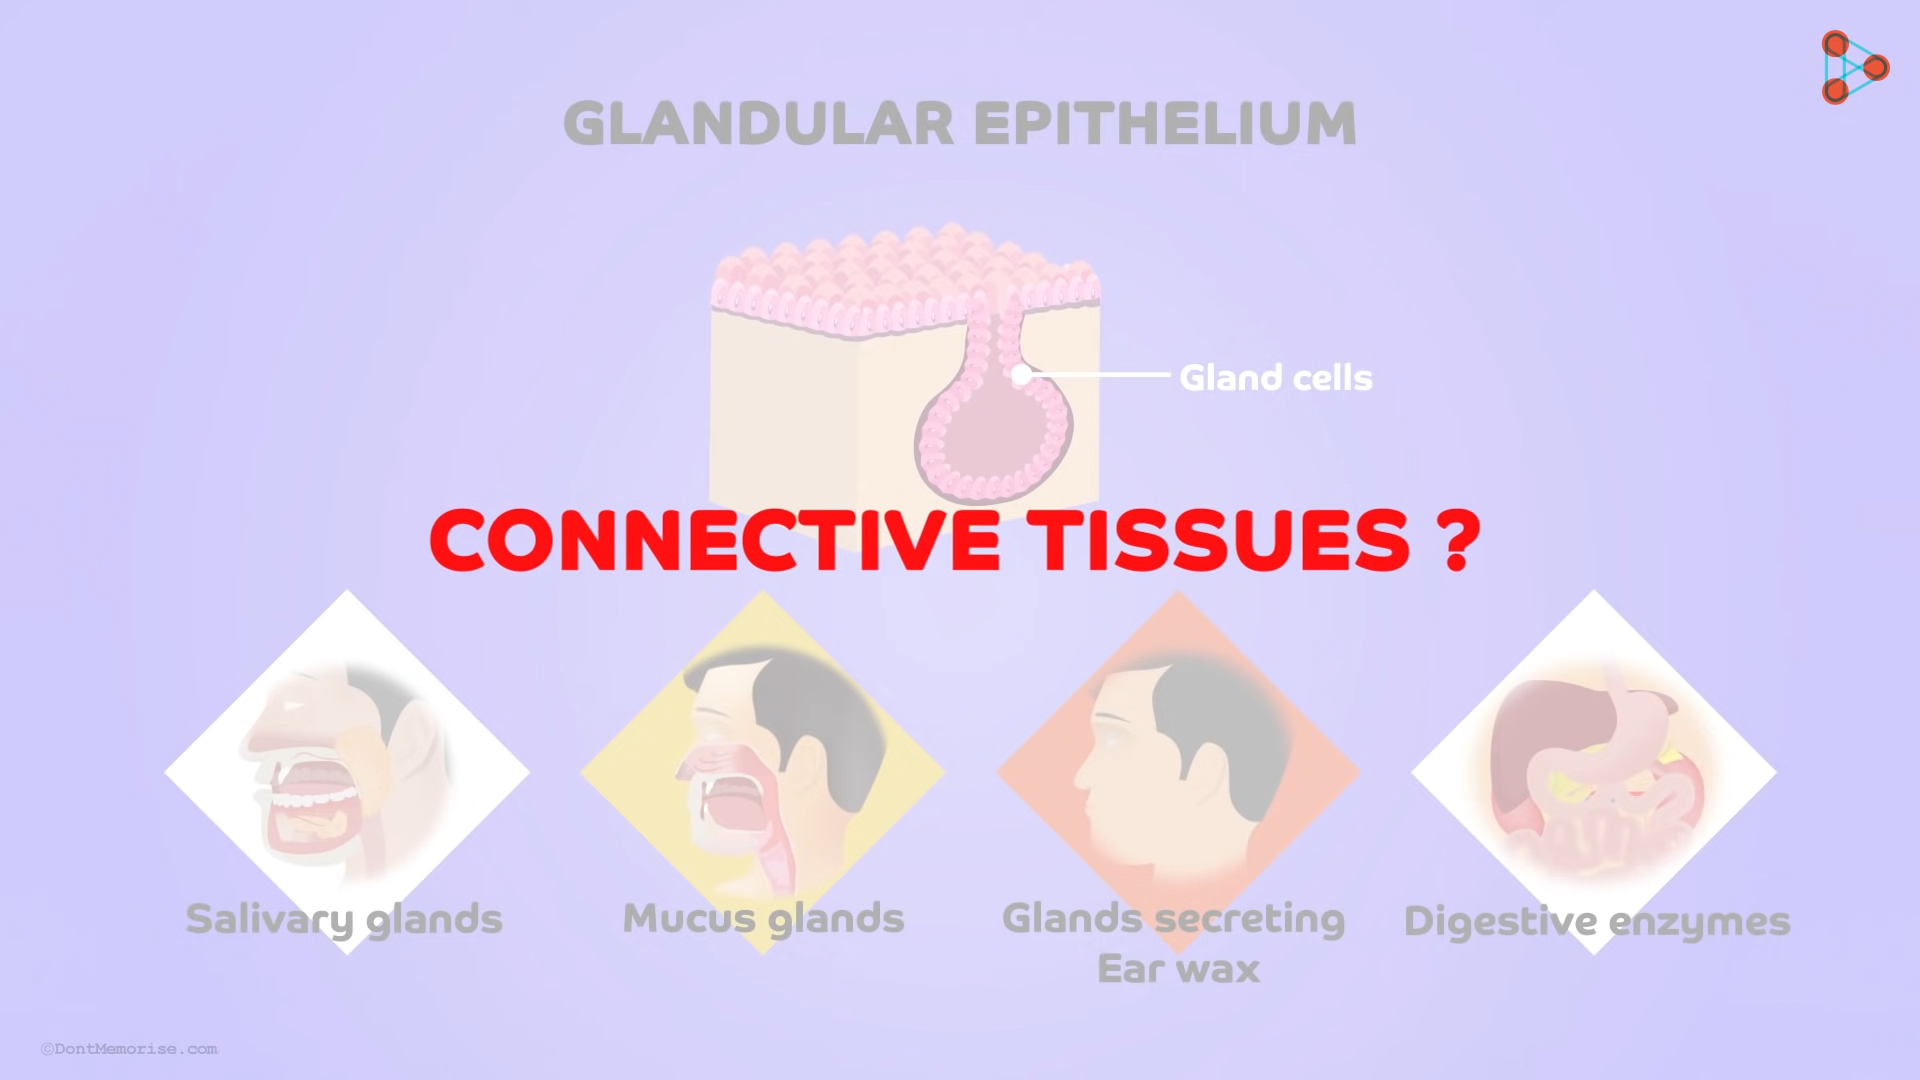 GLANDULAR EPITHELIUM
Gland cells
CONNECTIVE TISSUES ?
Salivary glands
Mucus glands
Glands secreting
Ear wax
Digestive enzymes
©DontMemorise.com